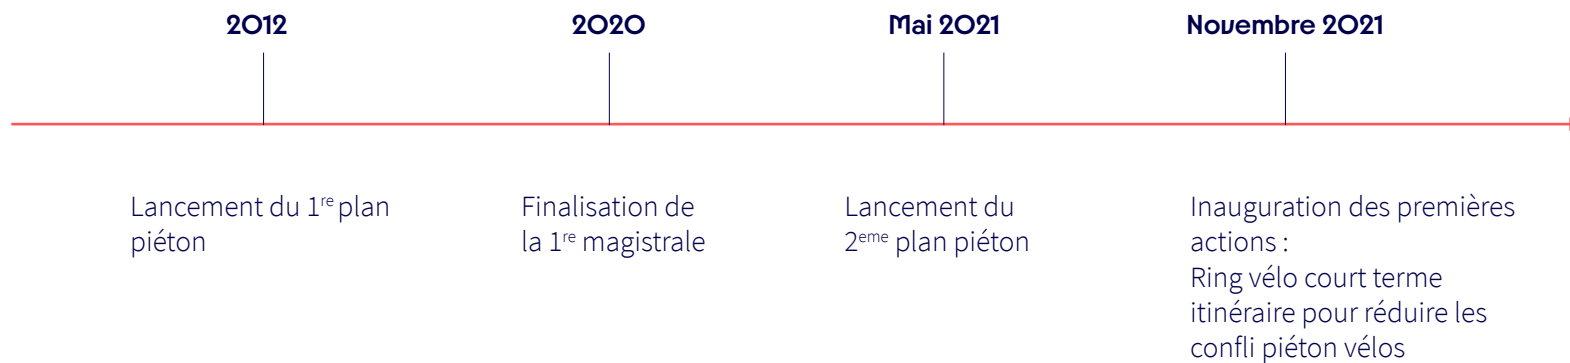 2012
2020
Mai 2021
Novembre 2021
Lancement du 1re plan
piéton
Finalisation de
la 1re magistrale
Lancement du
2eme plan piéton
Inauguration des premières
actions :
Ring vélo court terme
itinéraire pour réduire les
confli piéton vélos